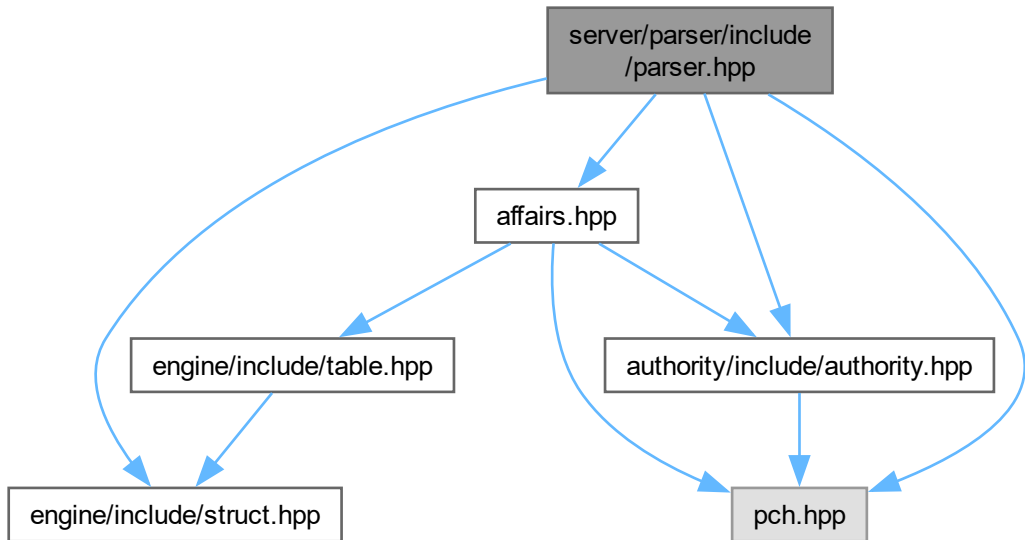 server/parser/include
/parser.hpp
affairs.hpp
engine/include/table.hpp
authority/include/authority.hpp
engine/include/struct.hpp
pch.hpp